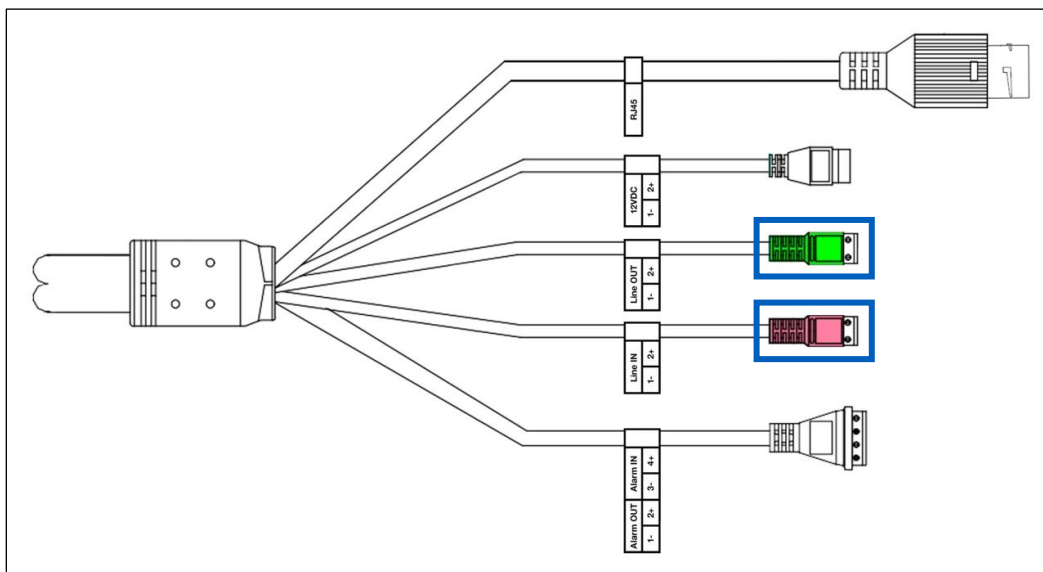 RJ45
12VDC
2+
1-
Line OUT
2+
1-
Line IN
2+
1-
Alarm IN
4+
3-
Alarm OUT
2+
1-